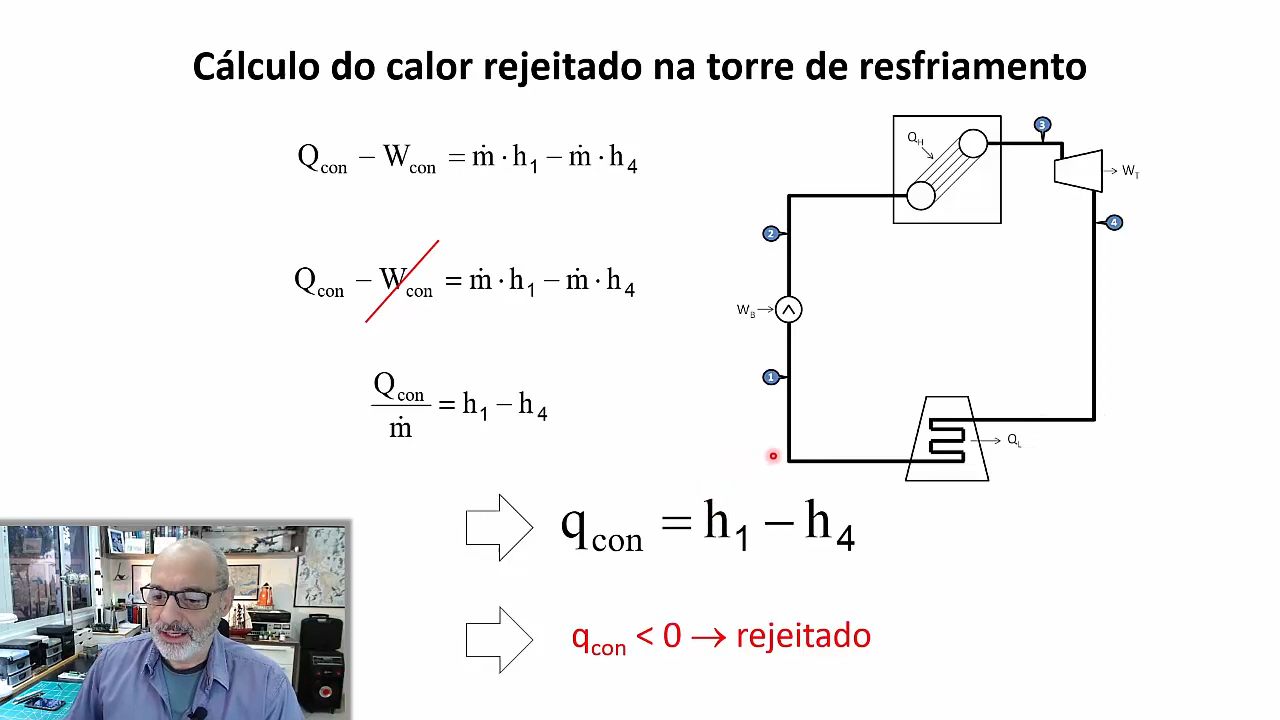 Cálculo do calor rejeitado na torre de resfriamento
Q_con − W_con = ṁ · h_1 − ṁ · h_4
Q_con − W_con = ṁ · h_1 − ṁ · h_4
Q_con / ṁ = h_1 − h_4
q_con = h_1 − h_4
q_con < 0 → rejeitado
Q_H
3
W_T
4
2
W_B
1
Q_L